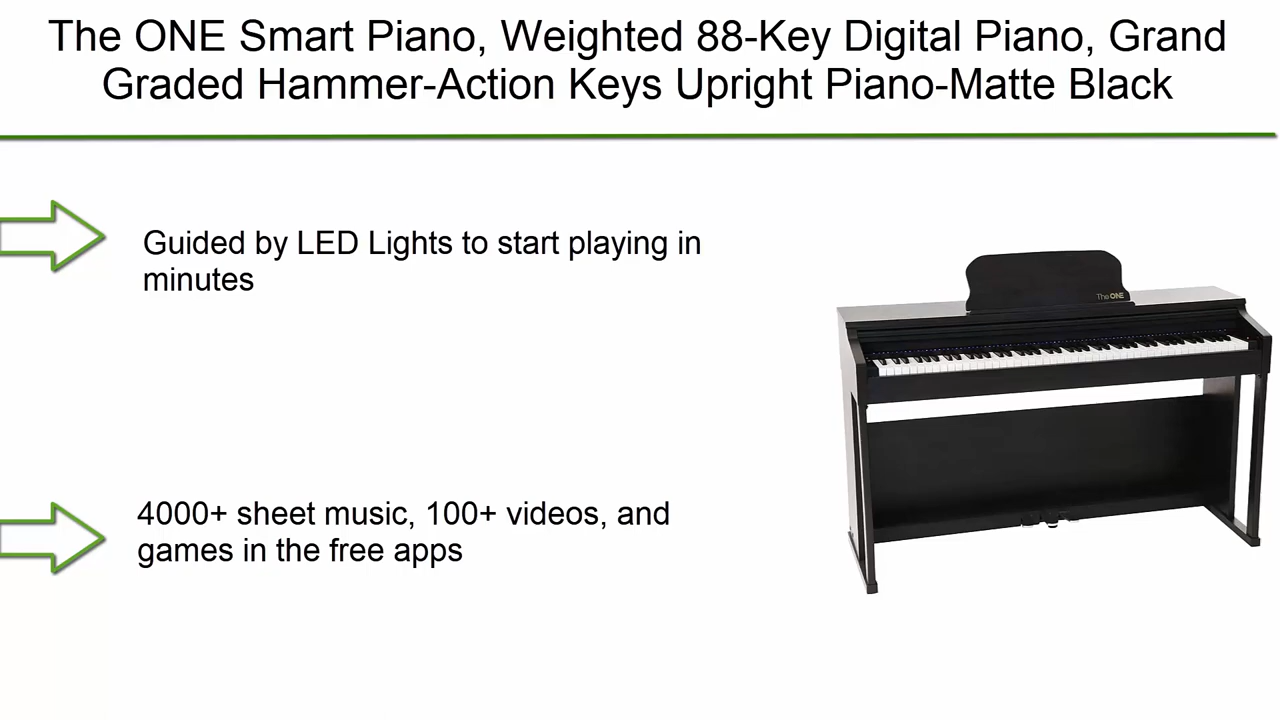 The ONE Smart Piano, Weighted 88-Key Digital Piano, Grand
Graded Hammer-Action Keys Upright Piano-Matte Black
Guided by LED Lights to start playing in
minutes
The ONE
4000+ sheet music, 100+ videos, and
games in the free apps